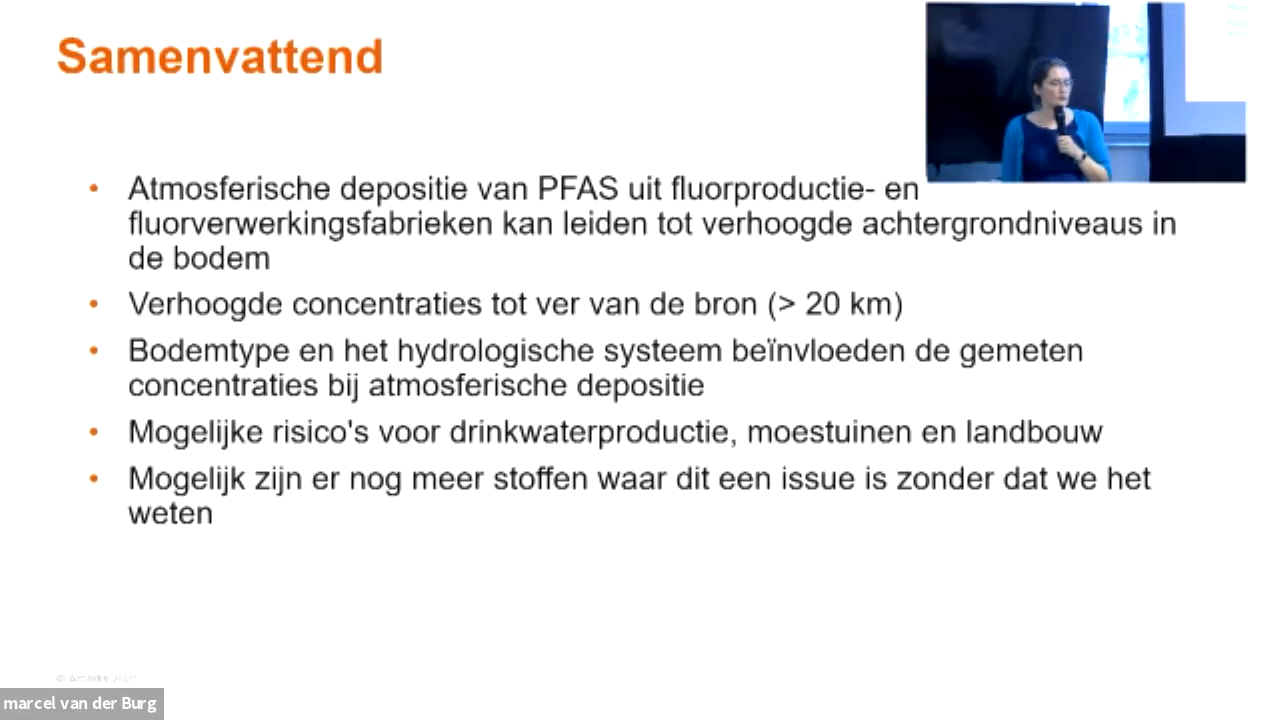 Samenvattend
• Atmosferische depositie van PFAS uit fluorproductie- en
fluorverwerkingsfabrieken kan leiden tot verhoogde achtergrondniveaus in
de bodem
• Verhoogde concentraties tot ver van de bron (> 20 km)
• Bodemtype en het hydrologische systeem beïnvloeden de gemeten
concentraties bij atmosferische depositie
• Mogelijke risico's voor drinkwaterproductie, moestuinen en landbouw
• Mogelijk zijn er nog meer stoffen waar dit een issue is zonder dat we het
weten
marcel van der Burg